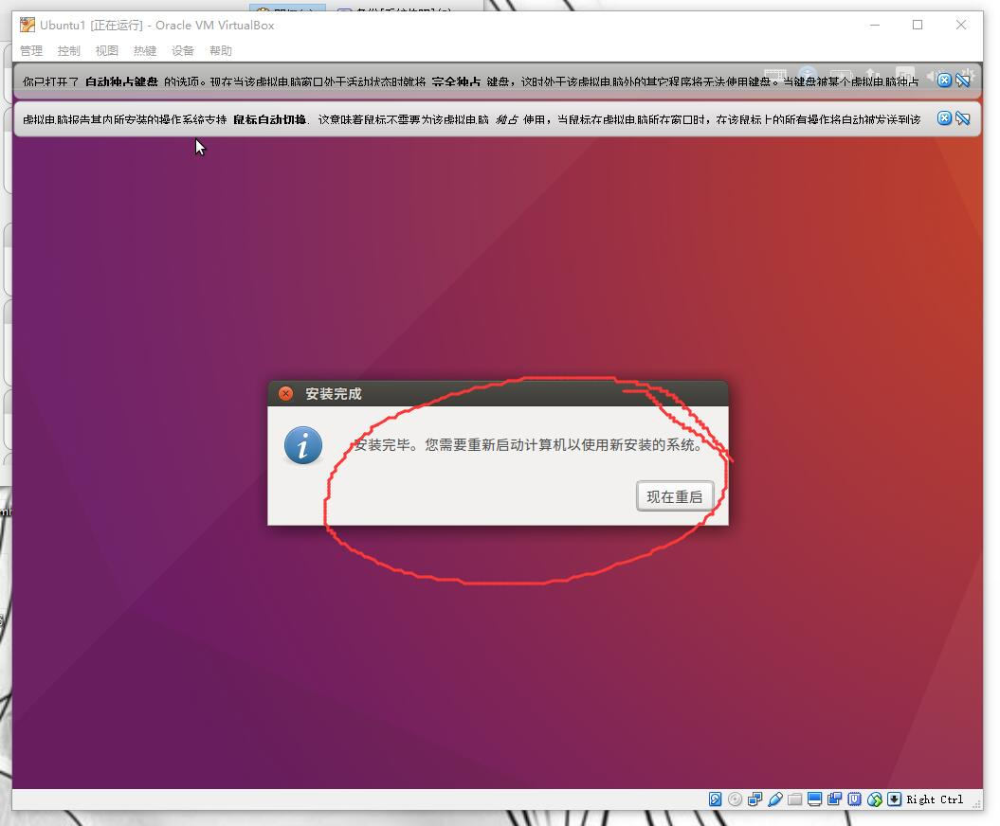 Ubuntu1 [正在运行] - Oracle VM VirtualBox
管理 控制 视图 热键 设备 帮助
你已打开了 自动独占键盘 的选项。现在当该虚拟电脑窗口处于活动状态时就将 完全独占 键盘，这时处于该虚拟电脑外的其它程序将无法使用键盘。当键盘被某个虚拟电脑独占
虚拟电脑报告其内所安装的操作系统支持 鼠标自动切换. 这意味着鼠标不需要为该虚拟电脑 独占 使用，当鼠标在虚拟电脑所在窗口时，在该鼠标上的所有操作将自动被发送到该
安装完成
安装完毕。您需要重新启动计算机以使用新安装的系统。
现在重启
Right Ctrl